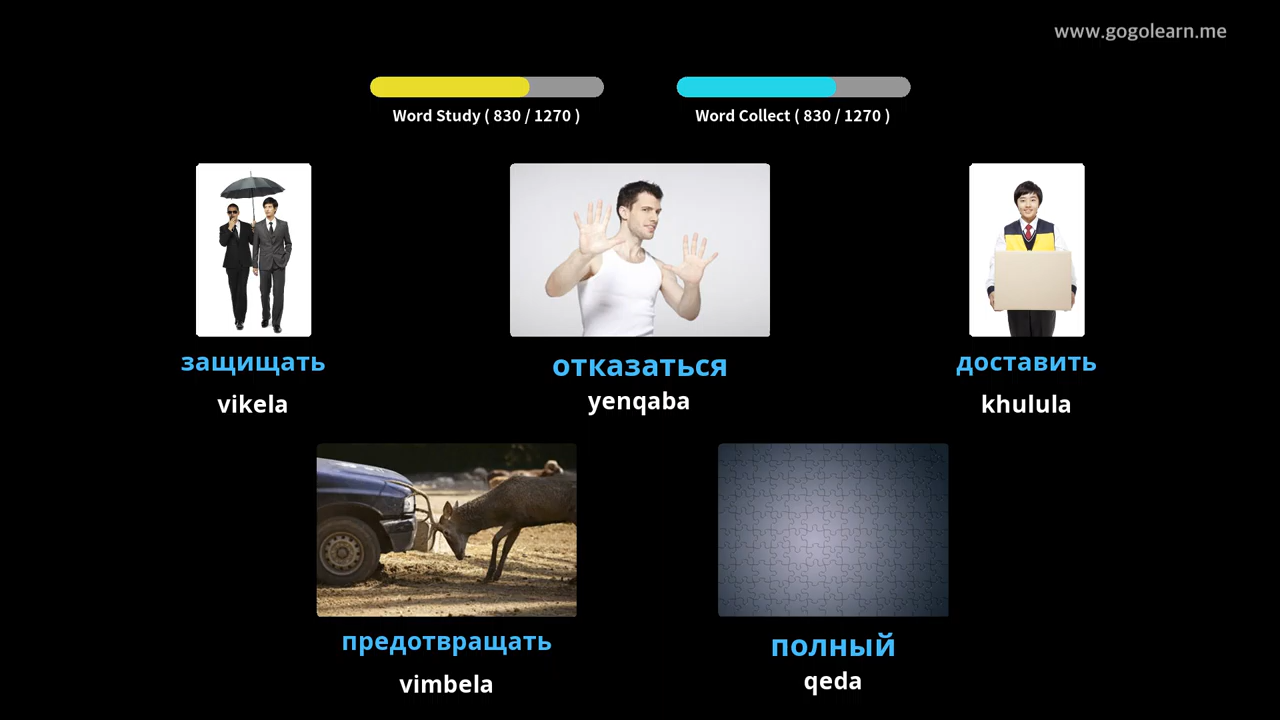 www.gogolearn.me
Word Study ( 830 / 1270 )
Word Collect ( 830 / 1270 )
защищать
vikela
отказаться
yenqaba
доставить
khulula
предотвращать
vimbela
полный
qeda